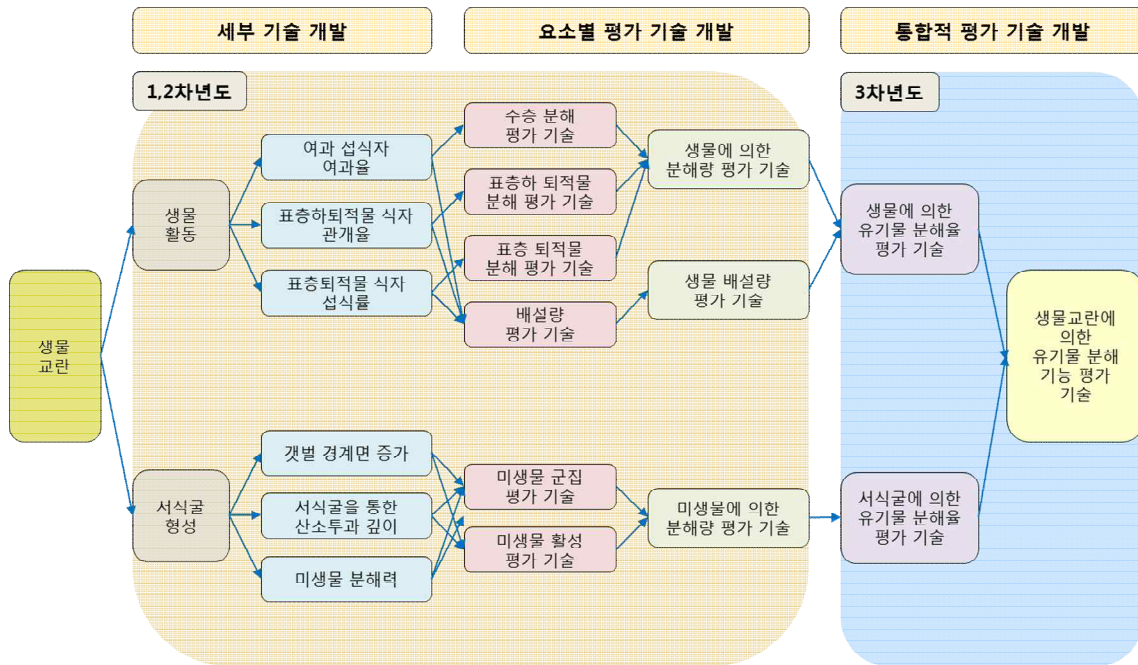 세부 기술 개발
요소별 평가 기술 개발
통합적 평가 기술 개발
1,2차년도
3차년도
생물
교란
생물
활동
서식굴
형성
여과 섭식자
여과율
표층하퇴적물 식자
관개율
표층퇴적물 식자
섭식률
갯벌 경계면 증가
서식굴을 통한
산소투과 깊이
미생물 분해력
수층 분해
평가 기술
표층하 퇴적물
분해 평가 기술
표층 퇴적물
분해 평가 기술
배설량
평가 기술
미생물 군집
평가 기술
미생물 활성
평가 기술
생물에 의한
분해량 평가 기술
생물 배설량
평가 기술
미생물에 의한
분해량 평가 기술
생물에 의한
유기물 분해율
평가 기술
서식굴에 의한
유기물 분해율
평가 기술
생물교란에
의한
유기물 분해
기능 평가
기술